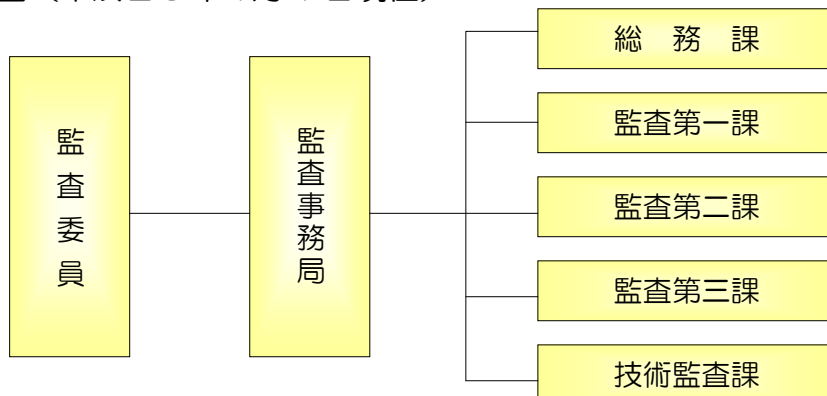 監査委員
監査事務局
総　務　課
監査第一課
監査第二課
監査第三課
技術監査課